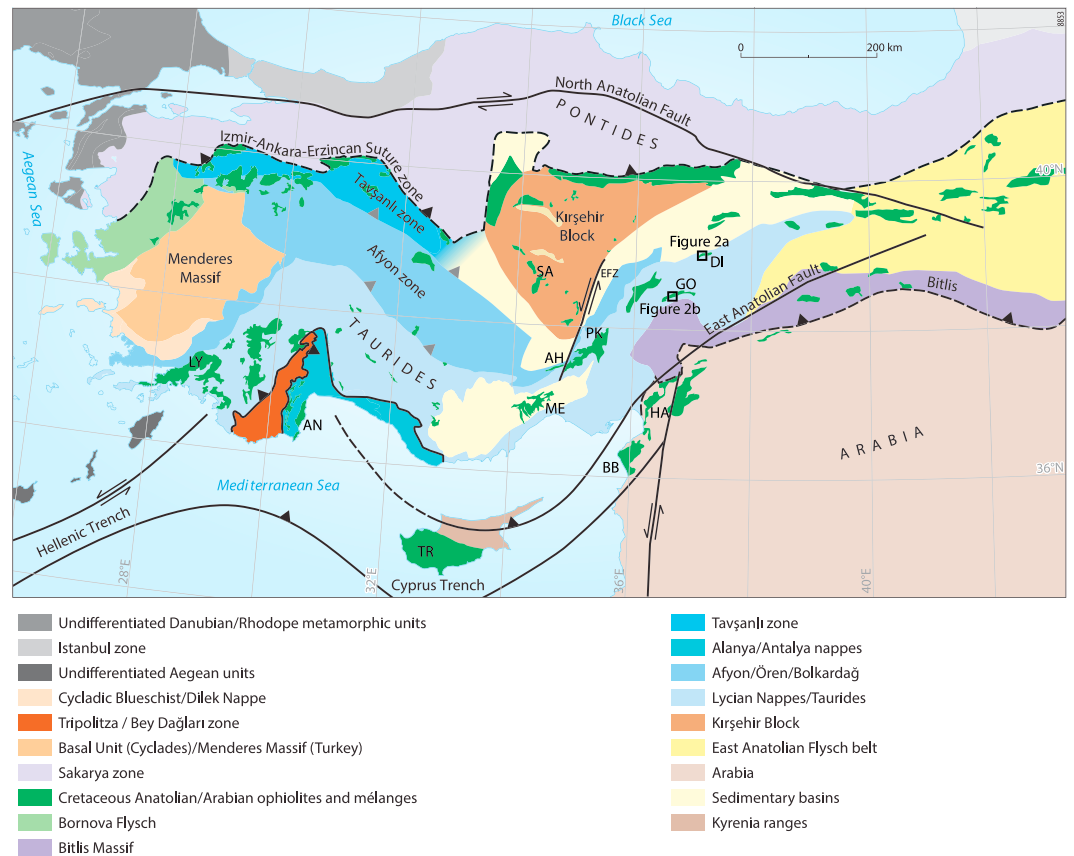 Black Sea
8853
0 200 km
North Anatolian Fault
PONTIDES
Izmir-Ankara-Erzincan Suture zone
Aegean Sea
40°N
Tavşanlı zone
Kırşehir
Block
Menderes
Massif
Afyon zone
Figure 2a
DI
SA
EFZ
GO
Figure 2b
East Anatolian Fault
Bitlis
TAURIDES
PK
LY
AH
ME
HA
AN
ARABIA
BB
36°N
Mediterranean Sea
Hellenic Trench
TR
28°E
32°E
Cyprus Trench
36°E
40°E
Undifferentiated Danubian/Rhodope metamorphic units
Istanbul zone
Undifferentiated Aegean units
Cycladic Blueschist/Dilek Nappe
Tripolitza / Bey Dağları zone
Basal Unit (Cyclades)/Menderes Massif (Turkey)
Sakarya zone
Cretaceous Anatolian/Arabian ophiolites and mélanges
Bornova Flysch
Bitlis Massif
Tavşanlı zone
Alanya/Antalya nappes
Afyon/Ören/Bolkardağ
Lycian Nappes/Taurides
Kırşehir Block
East Anatolian Flysch belt
Arabia
Sedimentary basins
Kyrenia ranges